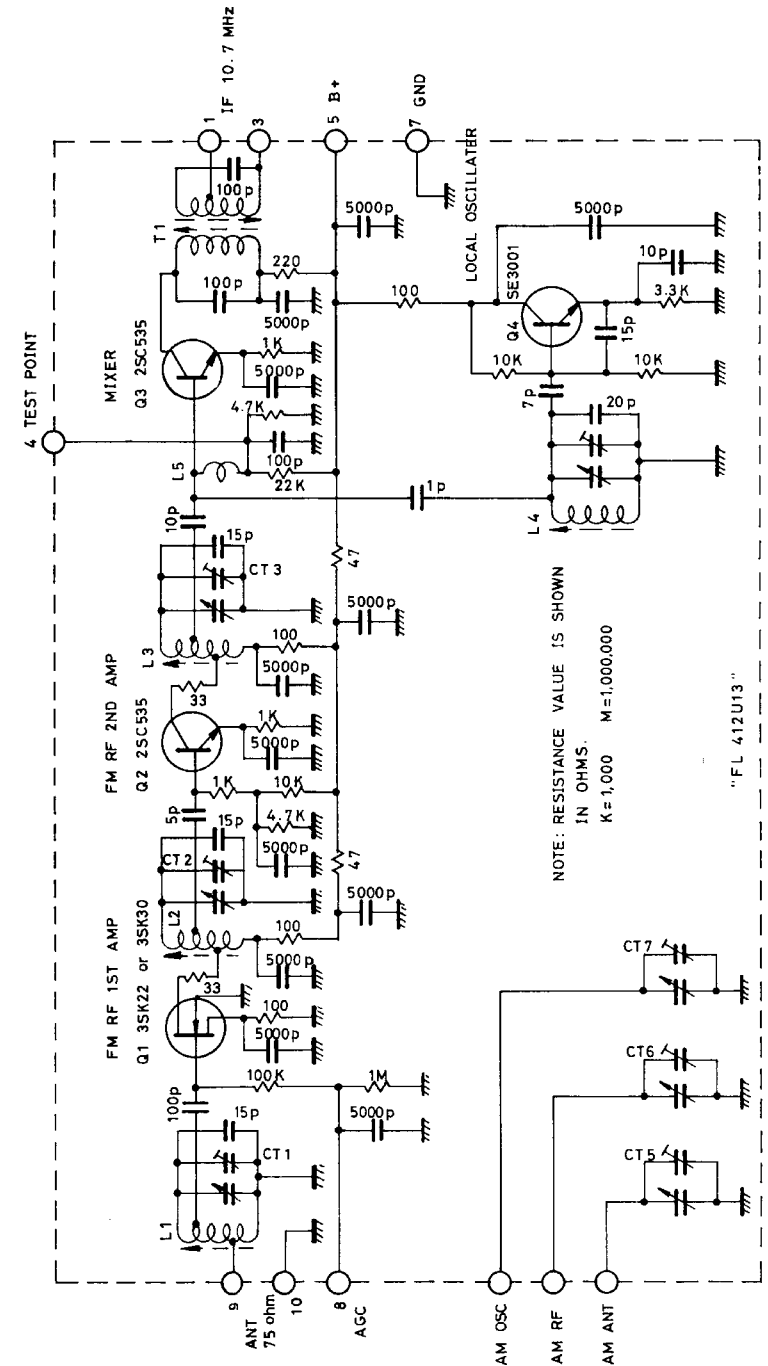 4 TEST POINT
MIXER
Q3 2SC535
FM RF 2ND AMP
Q2 2SC535
FM RF 1ST AMP
Q1 3SK22 or 3SK30
T1
100p
1
3
IF 10.7 MHz
100p
220
5000p
1K
5000p
4.7K
100p
22K
L5
10p
15p
CT3
L3
33
100
5000p
1K
5000p
1K
10K
4.7K
5000p
5p
15p
CT2
L2
33
100
5000p
100
5000p
100K
1M
5000p
100p
15p
CT1
L1
9
ANT
75 ohm
10
8
AGC
5 B+
5000p
7 GND
47
5000p
47
5000p
1p
100
LOCAL OSCILLATER
SE3001
Q4
5000p
10p
3.3K
15p
10K
10K
7p
20p
L4
NOTE: RESISTANCE VALUE IS SHOWN
IN OHMS.
K=1,000 M=1,000,000
"FL 412U13"
CT7
CT6
CT5
AM OSC
AM RF
AM ANT